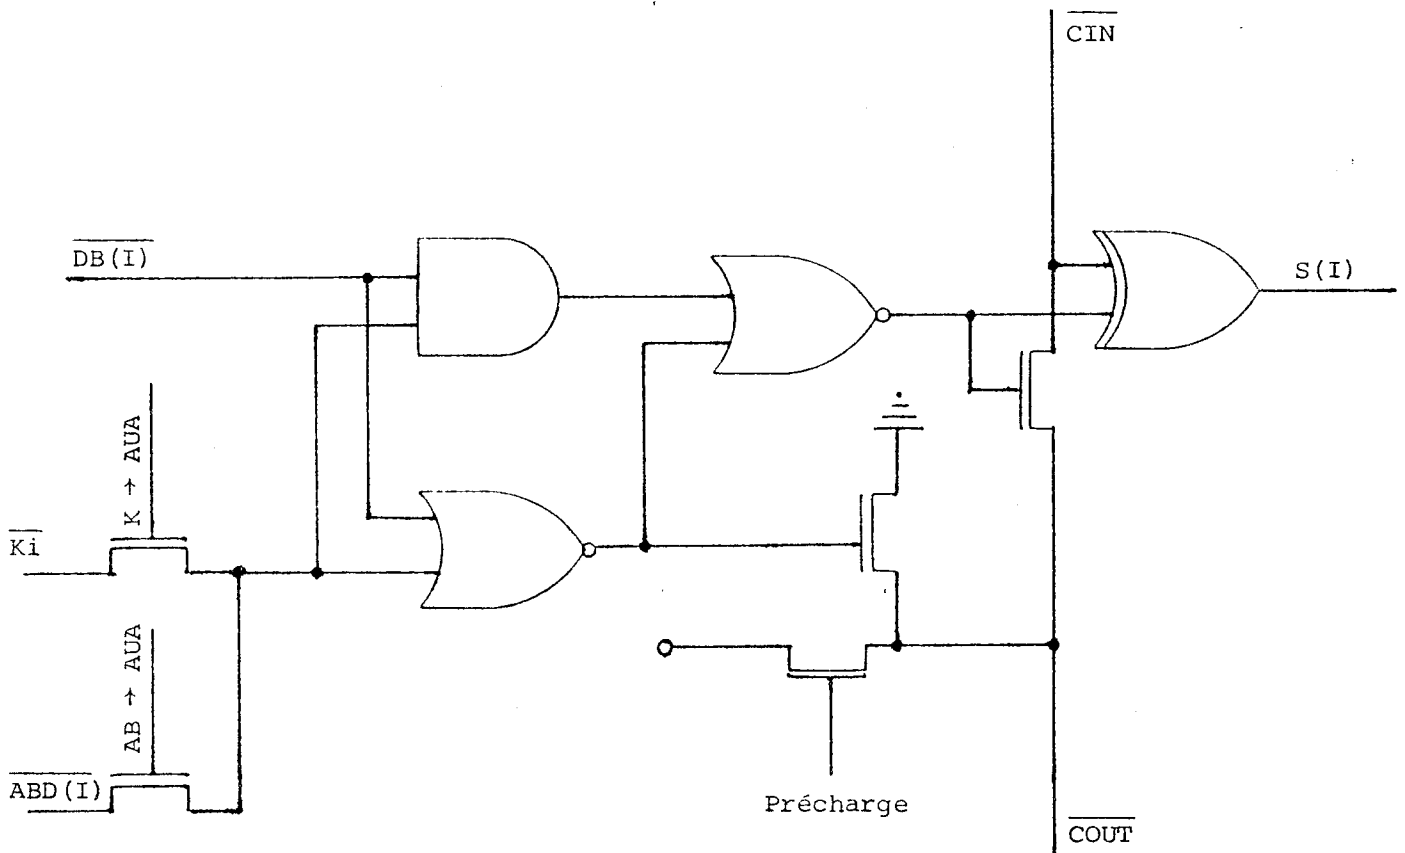 CIN
DB(I)
S(I)
K → AUA
Ki
AB → AUA
ABD(I)
Précharge
COUT